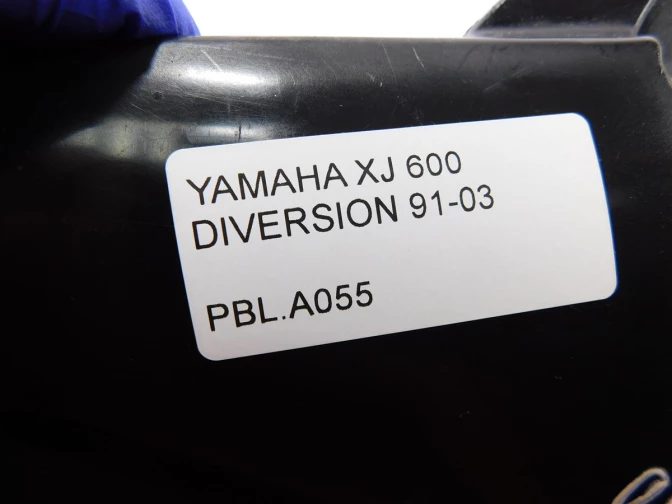 YAMAHA XJ 600
DIVERSION 91-03
PBL.A055